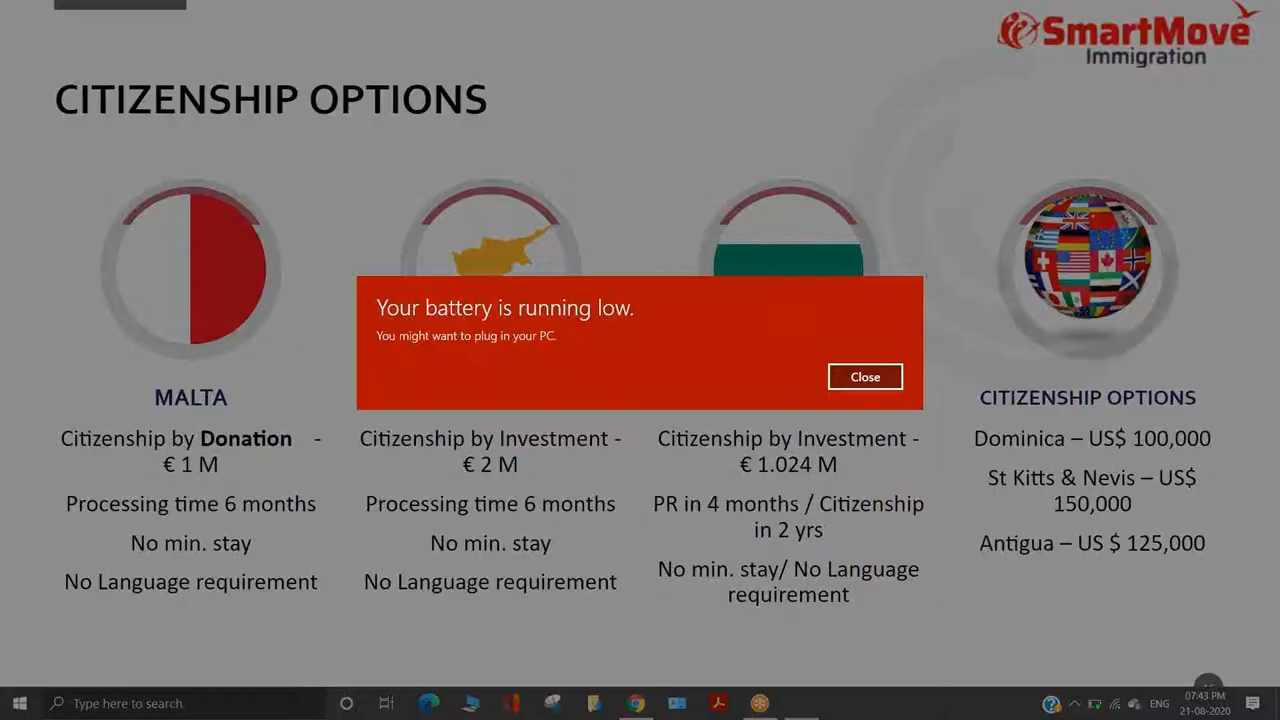 SmartMove
Immigration
CITIZENSHIP OPTIONS
Your battery is running low.
You might want to plug in your PC.
Close
MALTA
Citizenship by Donation -
€ 1 M
Processing time 6 months
No min. stay
No Language requirement
Citizenship by Investment -
€ 2 M
Processing time 6 months
No min. stay
No Language requirement
Citizenship by Investment -
€ 1.024 M
PR in 4 months / Citizenship
in 2 yrs
No min. stay/ No Language
requirement
CITIZENSHIP OPTIONS
Dominica – US$ 100,000
St Kitts & Nevis – US$
150,000
Antigua – US $ 125,000
Type here to search
ENG
07:43 PM
21-08-2020